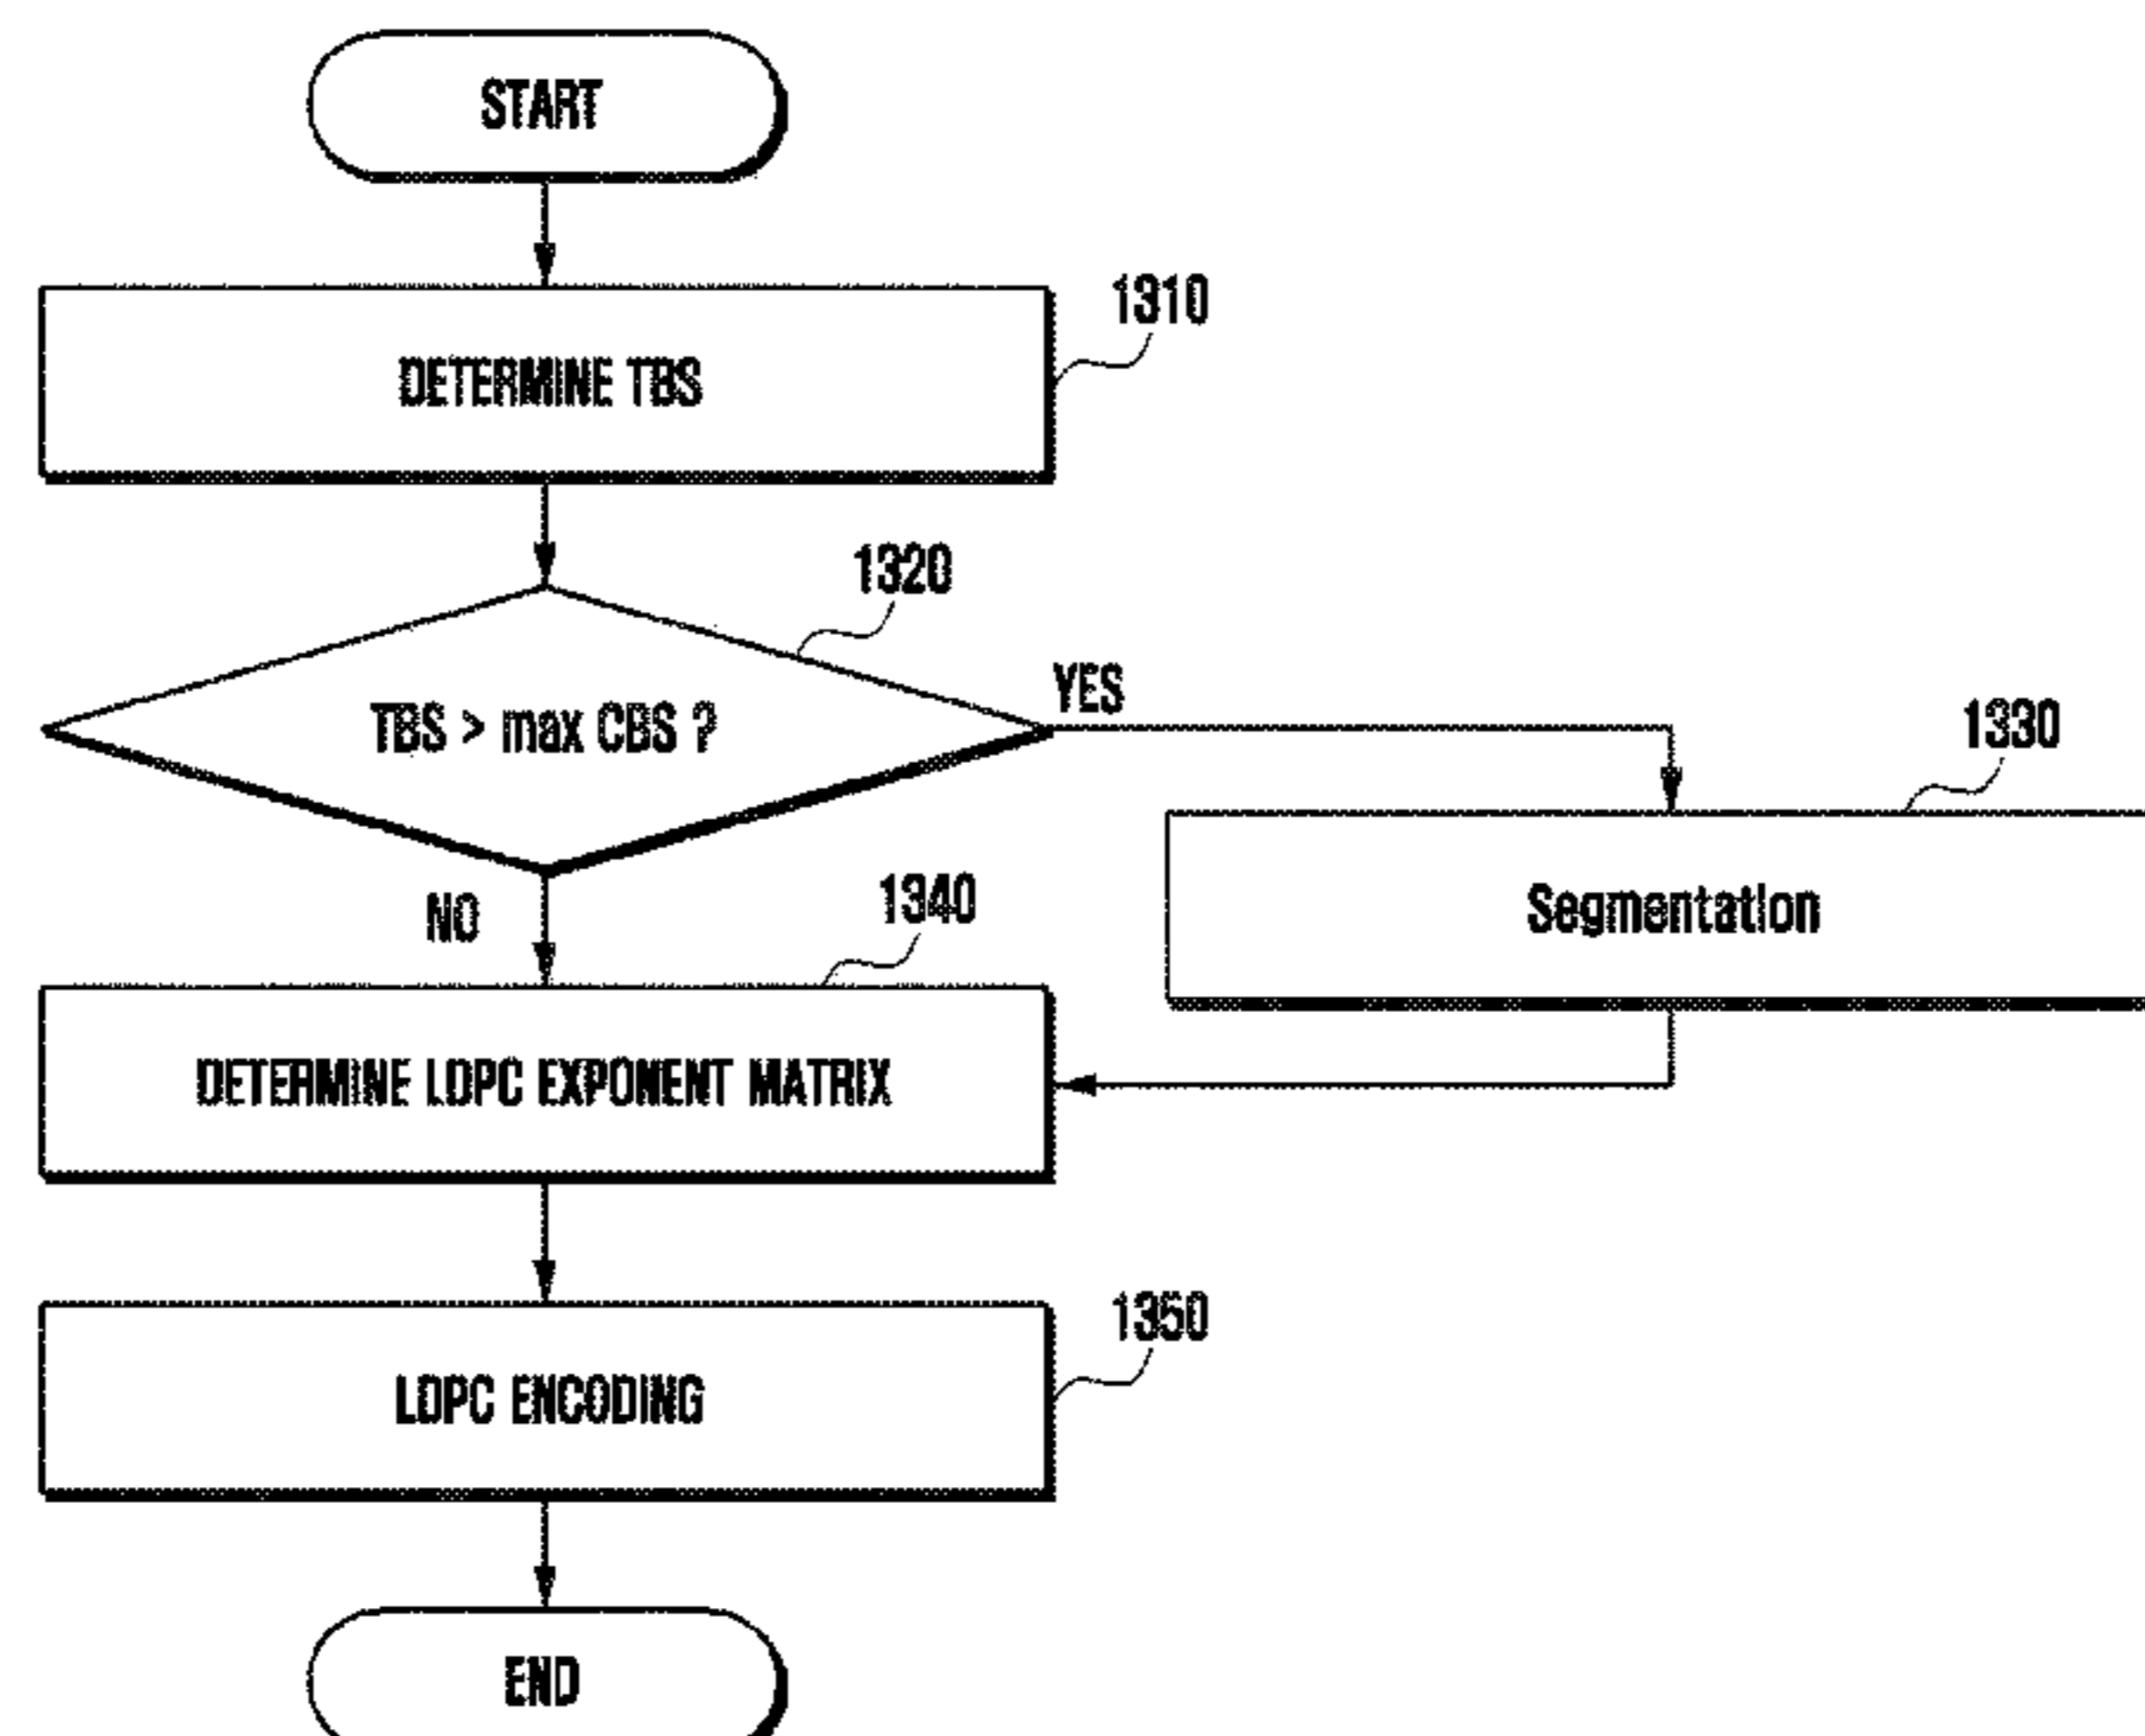 START
1310
DETERMINE TBS
1320
TBS > max CBS ?
YES
1330
Segmentation
NO
1340
DETERMINE LDPC EXPONENT MATRIX
1350
LDPC ENCODING
END